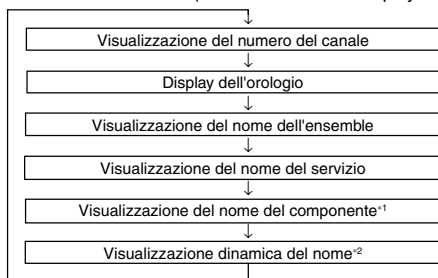 Visualizzazione del numero del canale
Display dell'orologio
Visualizzazione del nome dell'ensemble
Visualizzazione del nome del servizio
Visualizzazione del nome del componente*1
Visualizzazione dinamica del nome*2